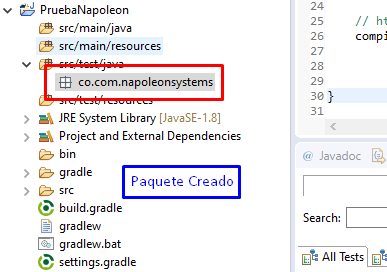 PruebaNapoleon
src/main/java
src/main/resources
src/test/java
co.com.napoleonsystems
src/test/resources
JRE System Library [JavaSE-1.8]
Project and External Dependencies
bin
gradle
src
build.gradle
gradlew
gradlew.bat
settings.gradle
Paquete Creado
24
25
26 // ht
27 compi
28
29
30 }
31
@ Javadoc
Search:
All Tests